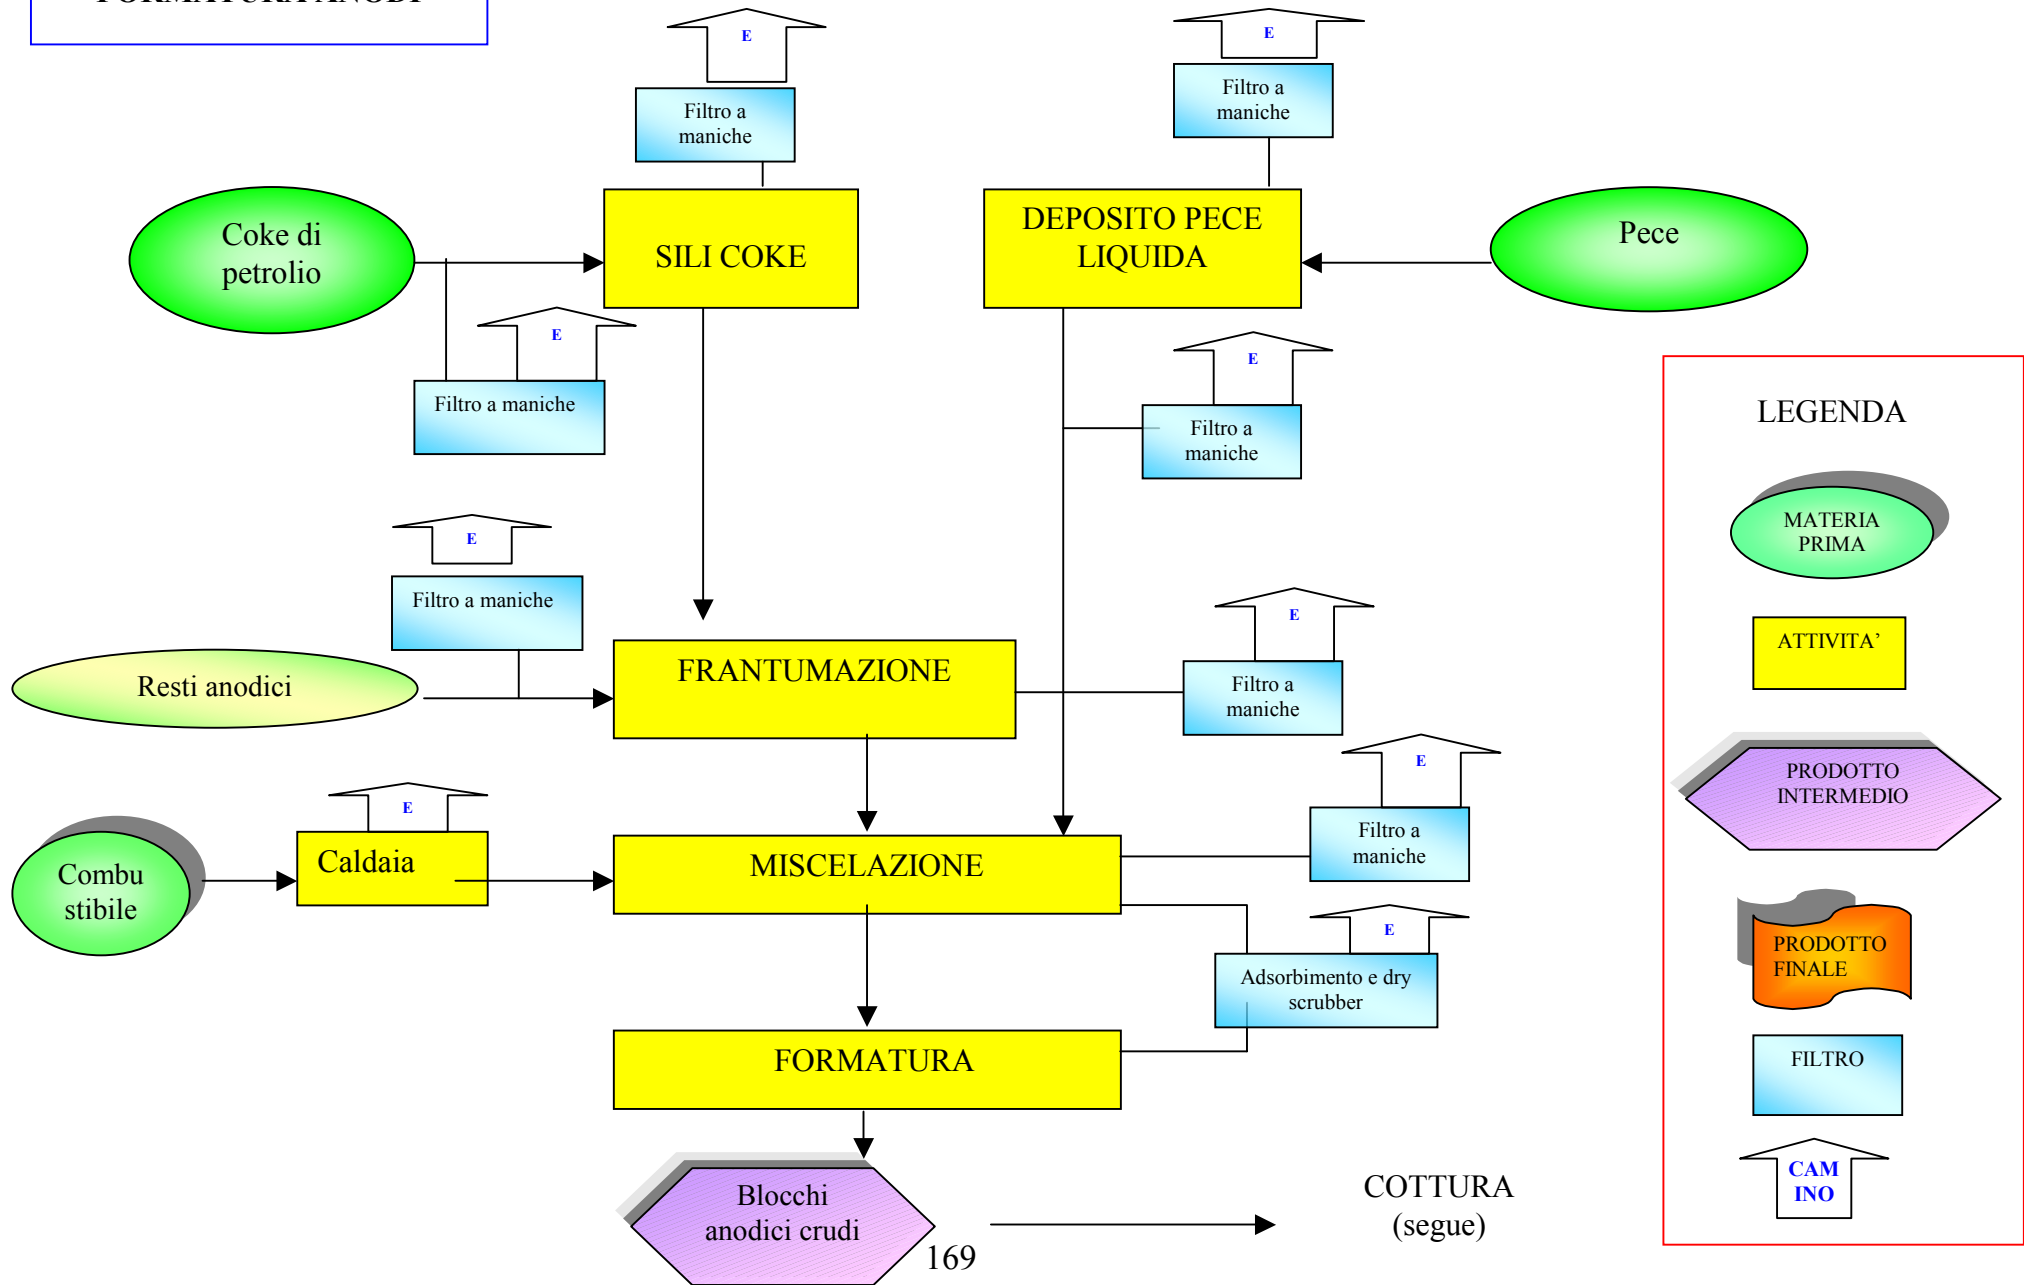 FORMATURA ANODI
E
E
Filtro a
maniche
Filtro a
maniche
Coke di
petrolio
SILI COKE
DEPOSITO PECE
LIQUIDA
Pece
E
Filtro a maniche
E
Filtro a
maniche
E
Filtro a maniche
Resti anodici
FRANTUMAZIONE
E
Filtro a
maniche
E
Combu
stibile
Caldaia
MISCELAZIONE
E
Filtro a
maniche
E
Adsorbimento e dry
scrubber
FORMATURA
Blocchi
anodici crudi
COTTURA
(segue)
169
LEGENDA
MATERIA
PRIMA
ATTIVITA’
PRODOTTO
INTERMEDIO
PRODOTTO
FINALE
FILTRO
CAM
INO